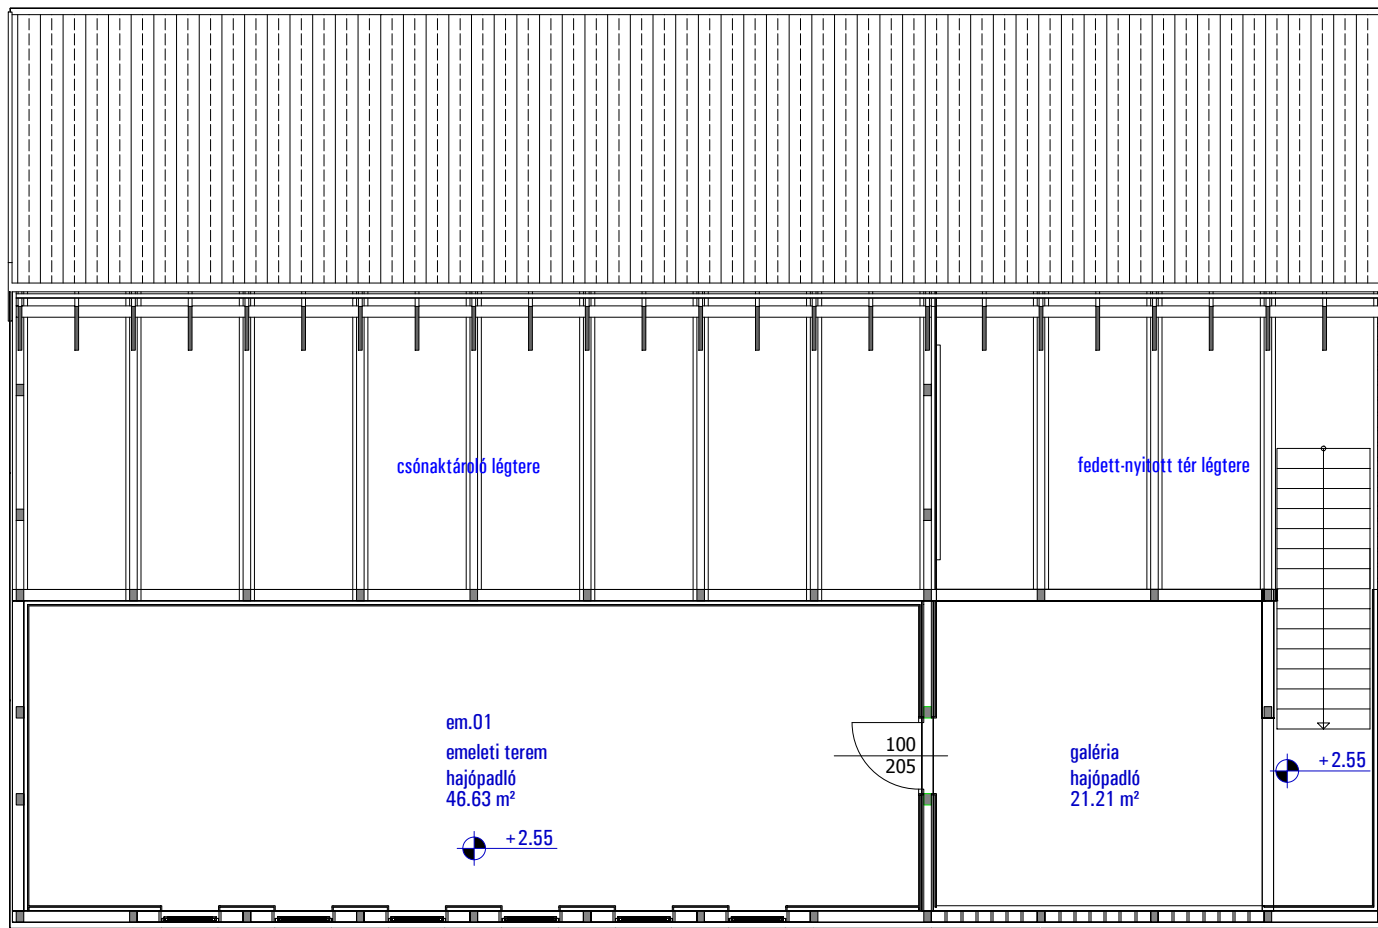 csónaktároló légtere
fedett-nyitott tér légtere
em.01
emeleti terem
hajópadló
46.63 m²
+2.55
100
205
galéria
hajópadló
21.21 m²
+2.55